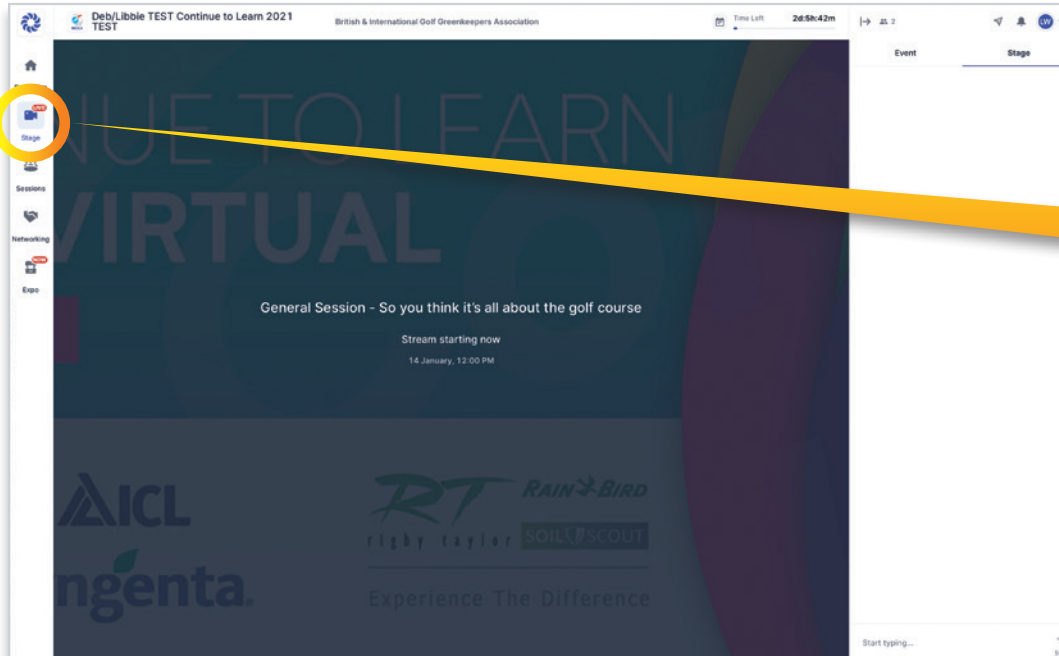 Deb/Libbie TEST Continue to Learn 2021
TEST
British & International Golf Greenkeepers Association
Time Left
2d:5h:42m
2
LW
Event
Stage
LIVE
Stage
Sessions
Networking
NOW
Expo
NUE TO LEARN
VIRTUAL
General Session - So you think it's all about the golf course
Stream starting now
14 January, 12:00 PM
ICL
RT
rigby taylor
RAIN BIRD
SOIL SCOUT
ngenta.
Experience The Difference
Start typing...